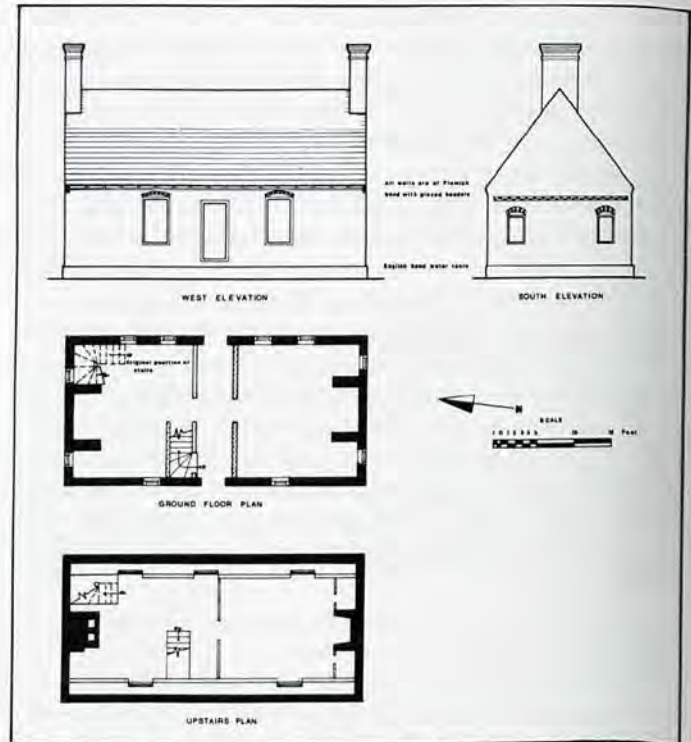 All walls are of Flemish
bond with glazed headers
English bond water table
WEST ELEVATION
SOUTH ELEVATION
Original position of
stairs
N
SCALE
Feet
GROUND FLOOR PLAN
UPSTAIRS PLAN